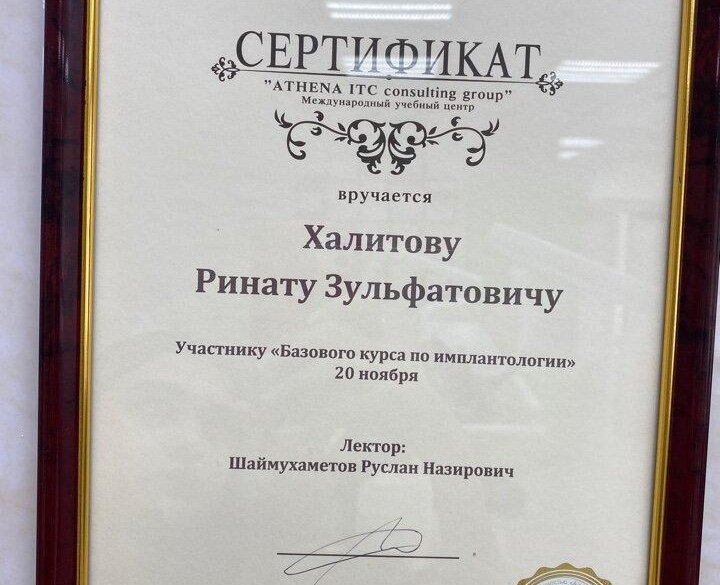 СЕРТИФИКАТ
"ATHENA ITC consulting group"
Международный учебный центр
вручается
Халитову
Ринату Зульфатовичу
Участнику «Базового курса по имплантологии»
20 ноября
Лектор:
Шаймухаметов Руслан Назирович